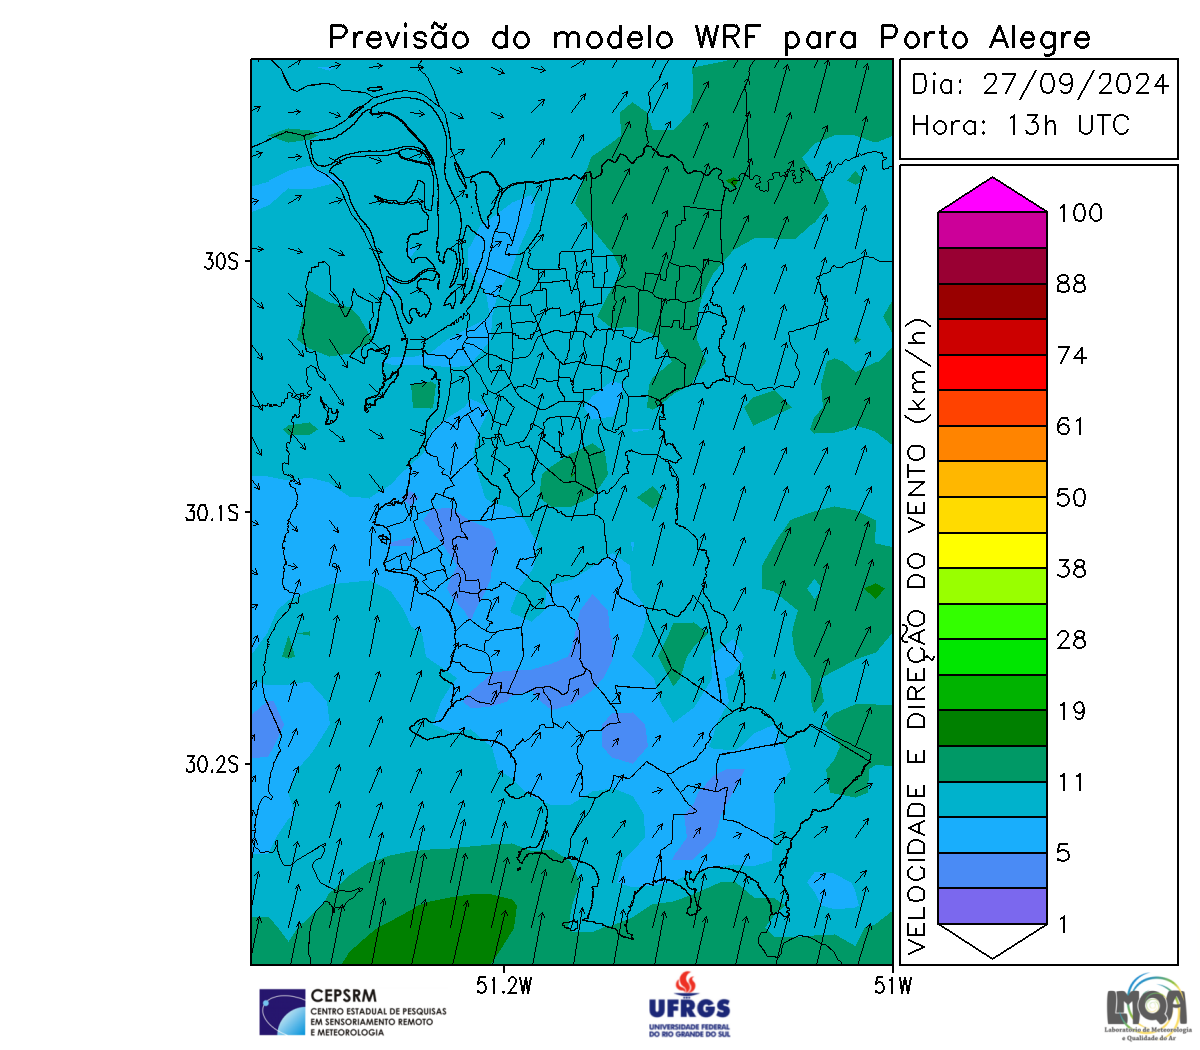 Previsão do modelo WRF para Porto Alegre
Dia: 27/09/2024
Hora: 13h UTC
30S
30.1S
30.2S
51.2W
51W
VELOCIDADE E DIREÇÃO DO VENTO (km/h)
100
88
74
61
50
38
28
19
11
5
1
CEPSRM
CENTRO ESTADUAL DE PESQUISAS
EM SENSORIAMENTO REMOTO
E METEOROLOGIA
UFRGS
UNIVERSIDADE FEDERAL
DO RIO GRANDE DO SUL
LMQA
Laboratório de Meteorologia
e Qualidade do Ar